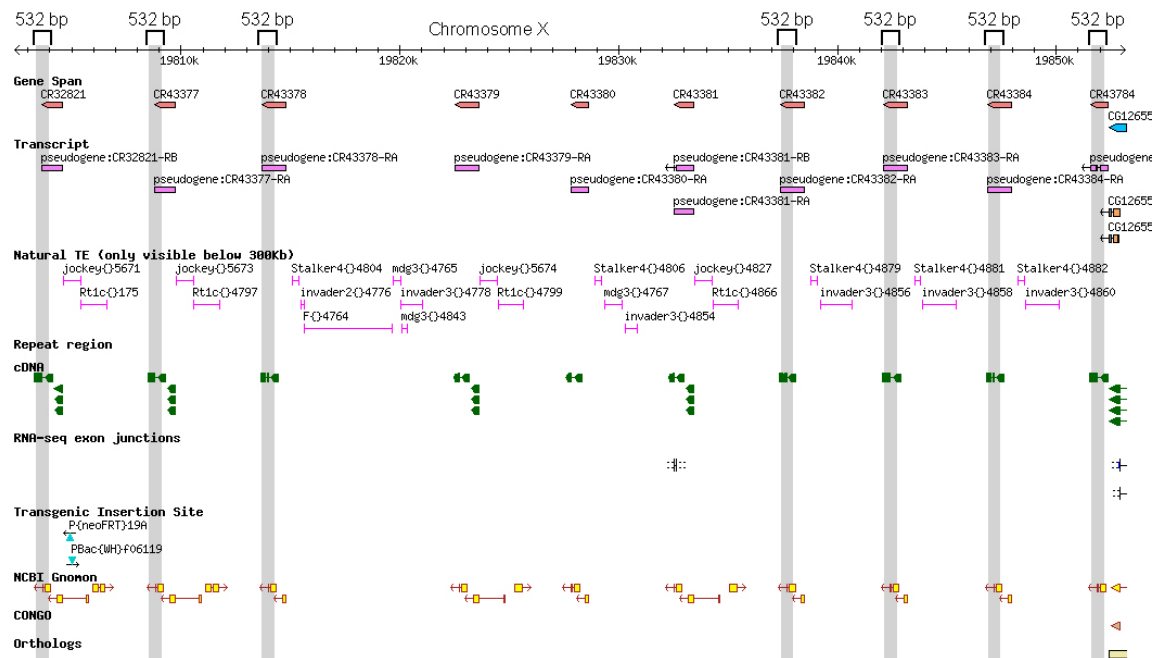 532 bp 532 bp 532 bp Chromosome X 532 bp 532 bp 532 bp 532 bp
19810k 19820k 19830k 19840k 19850k
Gene Span
CR32821 CR43377 CR43378 CR43379 CR43380 CR43381 CR43382 CR43383 CR43384 CR43784
CG12655
Transcript
pseudogene:CR32821-RB pseudogene:CR43378-RA pseudogene:CR43379-RA pseudogene:CR43381-RB pseudogene:CR43383-RA pseudogene
pseudogene:CR43377-RA pseudogene:CR43380-RA pseudogene:CR43382-RA pseudogene:CR43384-RA
pseudogene:CR43381-RA CG12655
CG12655
Natural TE (only visible below 300Kb)
jockey{}5671 jockey{}5673 Stalker4{}4804 mdg3{}4765 jockey{}5674 Stalker4{}4806 jockey{}4827 Stalker4{}4879 Stalker4{}4881 Stalker4{}4882
Rt1c{}175 Rt1c{}4797 invader2{}4776 invader3{}4778 Rt1c{}4799 mdg3{}4767 Rt1c{}4866 invader3{}4856 invader3{}4858 invader3{}4860
F{}4764 mdg3{}4843 invader3{}4854
Repeat region
cDNA
RNA-seq exon junctions
Transgenic Insertion Site
P{neoFRT}19A
PBac{WH}f06119
NCBI Gnomon
CONGO
Orthologs